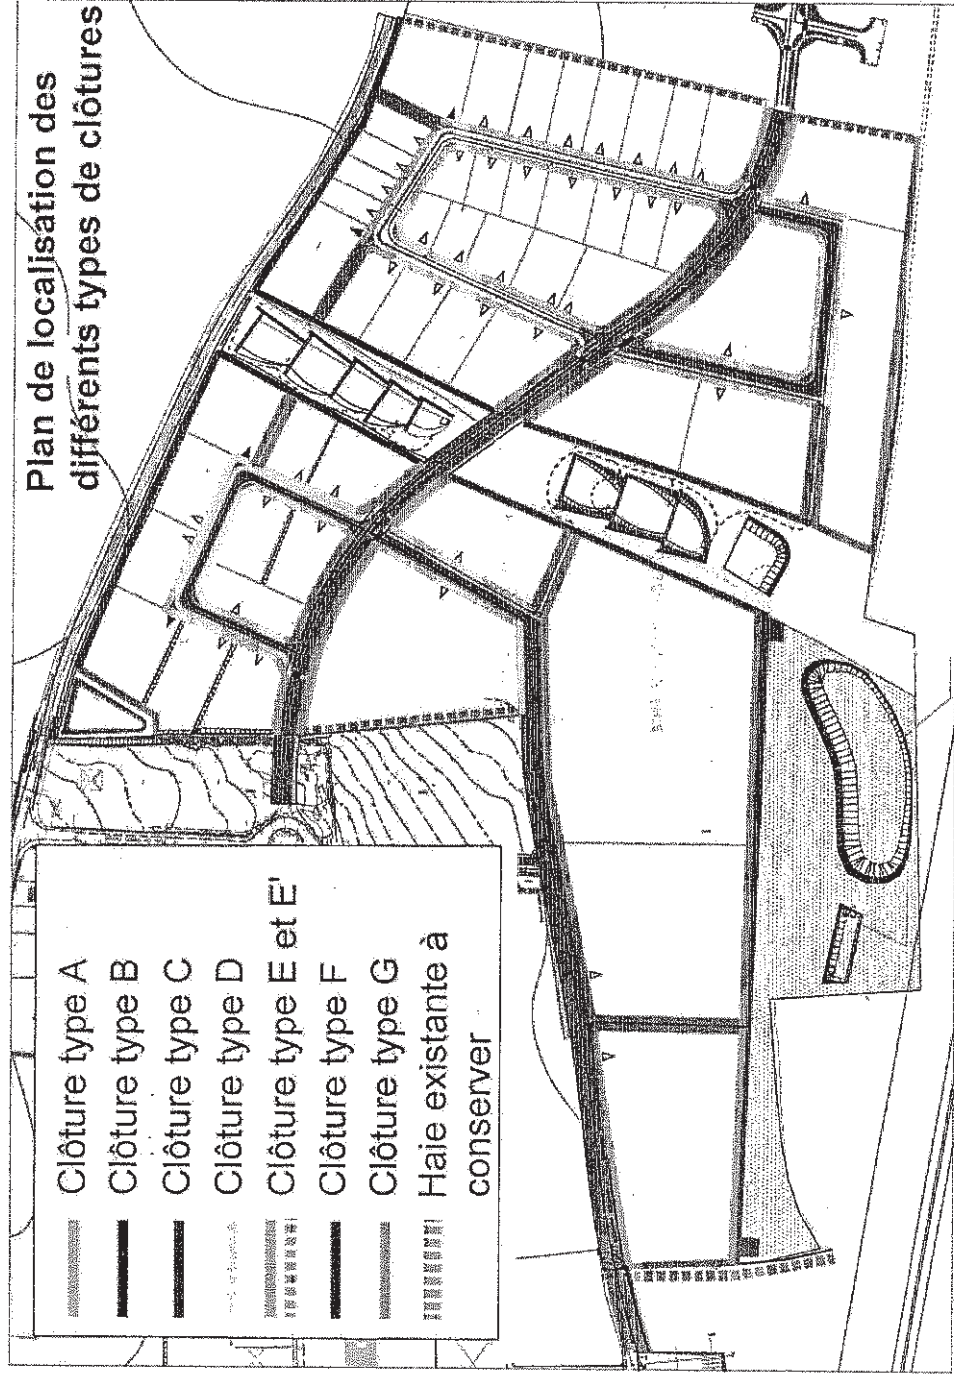 Plan de localisation des
différents types de clôtures
Clôture type A
Clôture type B
Clôture type C
Clôture type D
Clôture type E et E'
Clôture type F
Clôture type G
Haie existante à
conserver